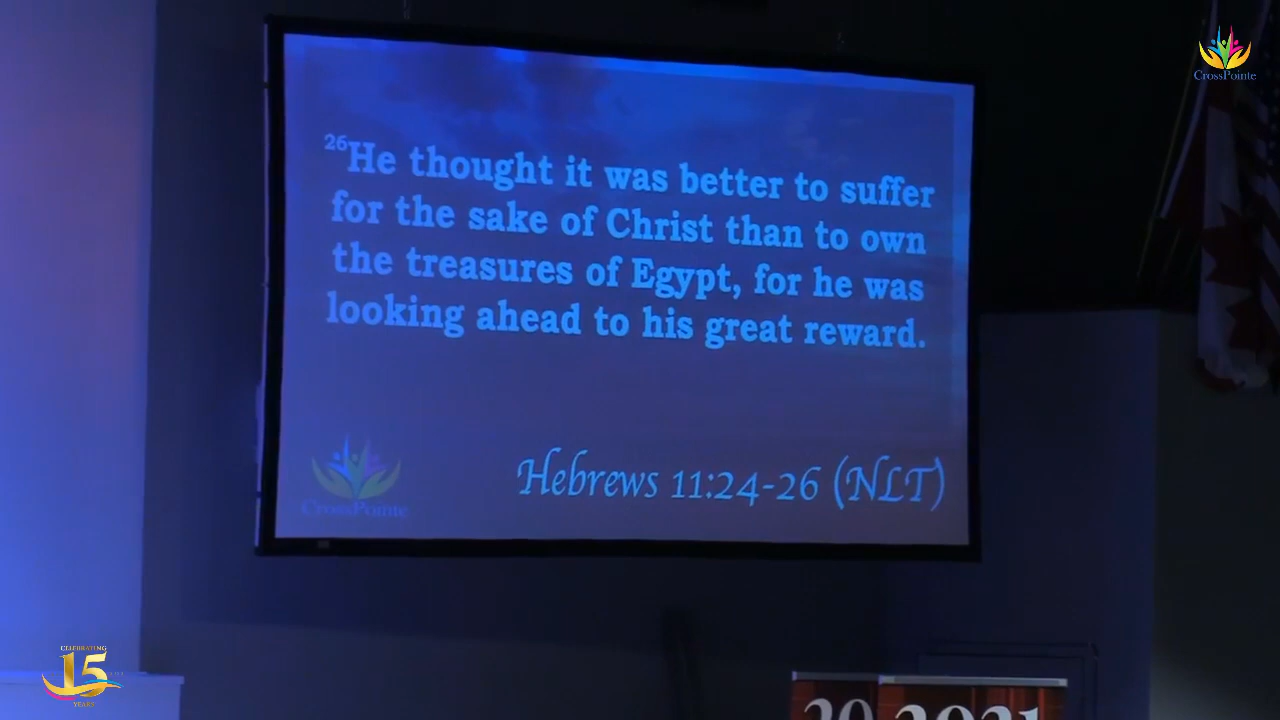 CrossPointe
26He thought it was better to suffer
for the sake of Christ than to own
the treasures of Egypt, for he was
looking ahead to his great reward.
Hebrews 11:24-26 (NLT)
CrossPointe
CELEBRATING
15
YEARS
20 2021